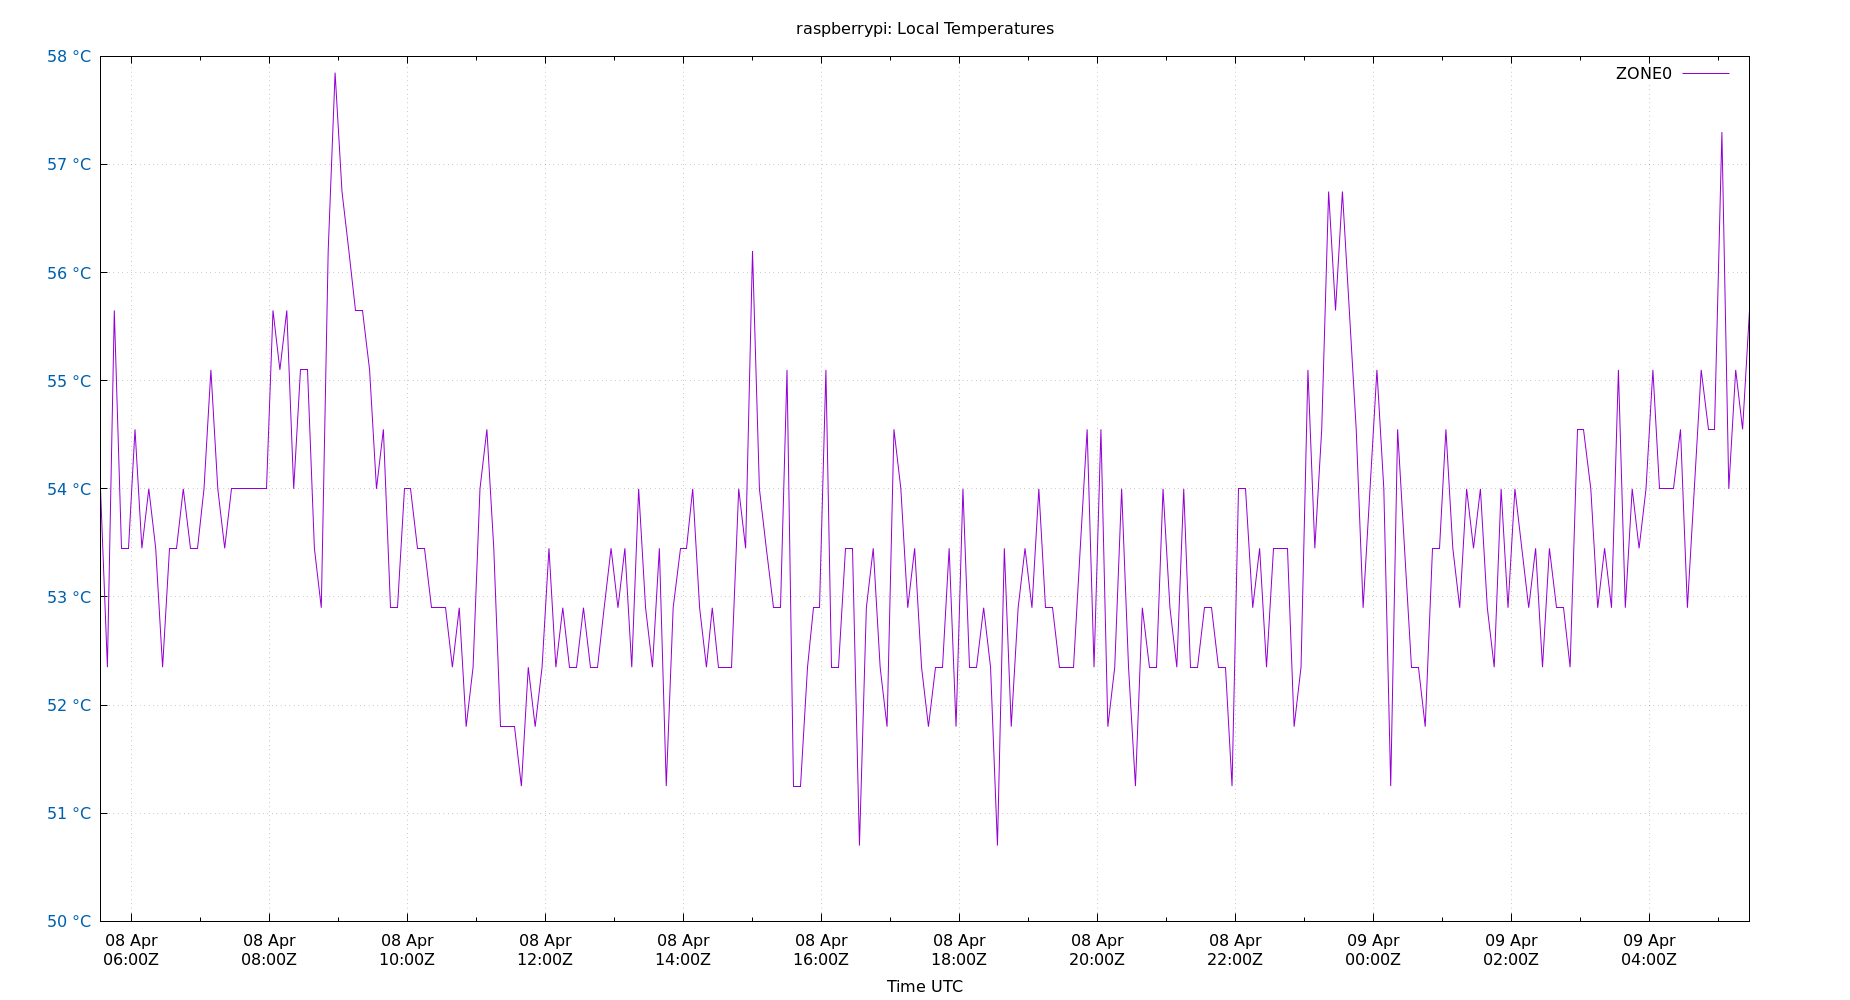 raspberrypi: Local Temperatures
58 °C
ZONE0
57 °C
56 °C
55 °C
54 °C
53 °C
52 °C
51 °C
50 °C
08 Apr 08 Apr 08 Apr 08 Apr 08 Apr 08 Apr 08 Apr 08 Apr 08 Apr 09 Apr 09 Apr 09 Apr
06:00Z 08:00Z 10:00Z 12:00Z 14:00Z 16:00Z 18:00Z 20:00Z 22:00Z 00:00Z 02:00Z 04:00Z
Time UTC